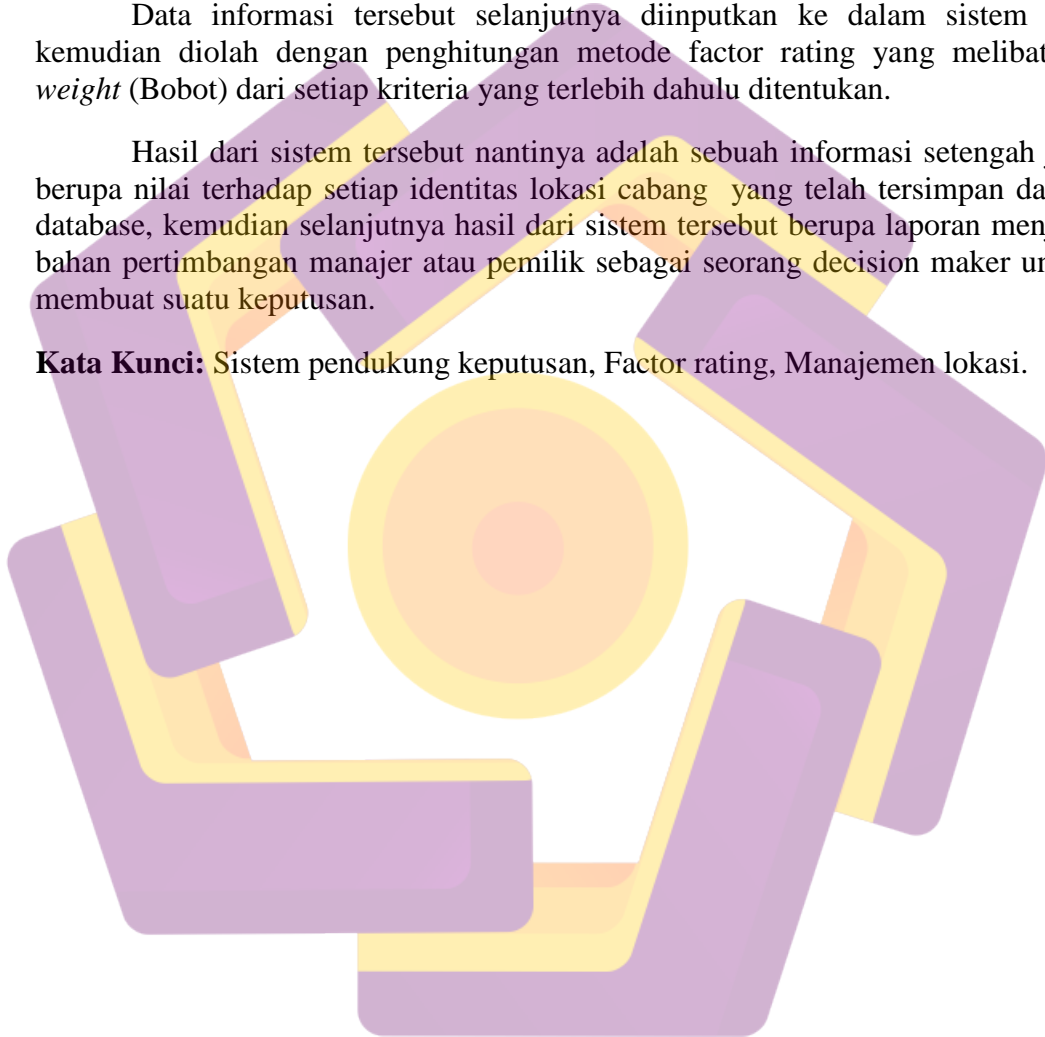 Data informasi tersebut selanjutnya diinputkan ke dalam sistem
kemudian diolah dengan penghitungan metode factor rating yang melibat
weight (Bobot) dari setiap kriteria yang terlebih dahulu ditentukan.
Hasil dari sistem tersebut nantinya adalah sebuah informasi setengah
berupa nilai terhadap setiap identitas lokasi cabang yang telah tersimpan da
database, kemudian selanjutnya hasil dari sistem tersebut berupa laporan menj
bahan pertimbangan manajer atau pemilik sebagai seorang decision maker un
membuat suatu keputusan.
Kata Kunci: Sistem pendukung keputusan, Factor rating, Manajemen lokasi.